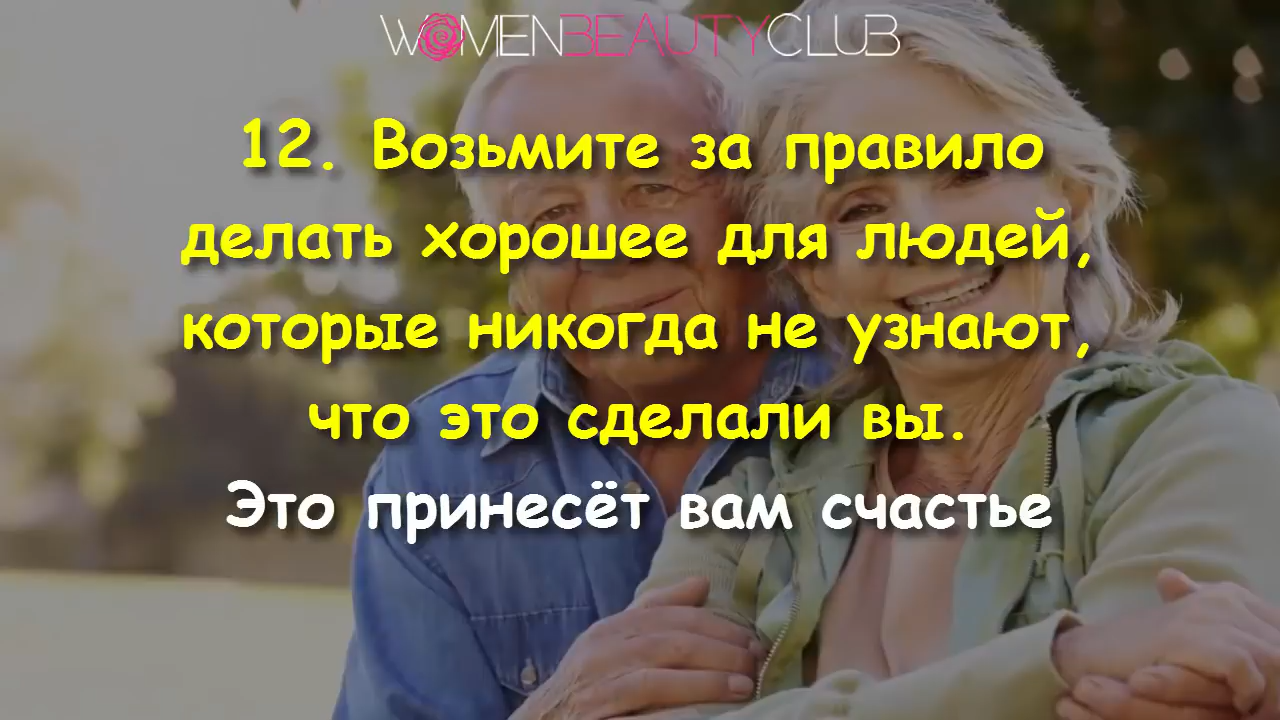 WOMENBEAUTYCLUB
12. Возьмите за правило
делать хорошее для людей,
которые никогда не узнают,
что это сделали вы.
Это принесёт вам счастье